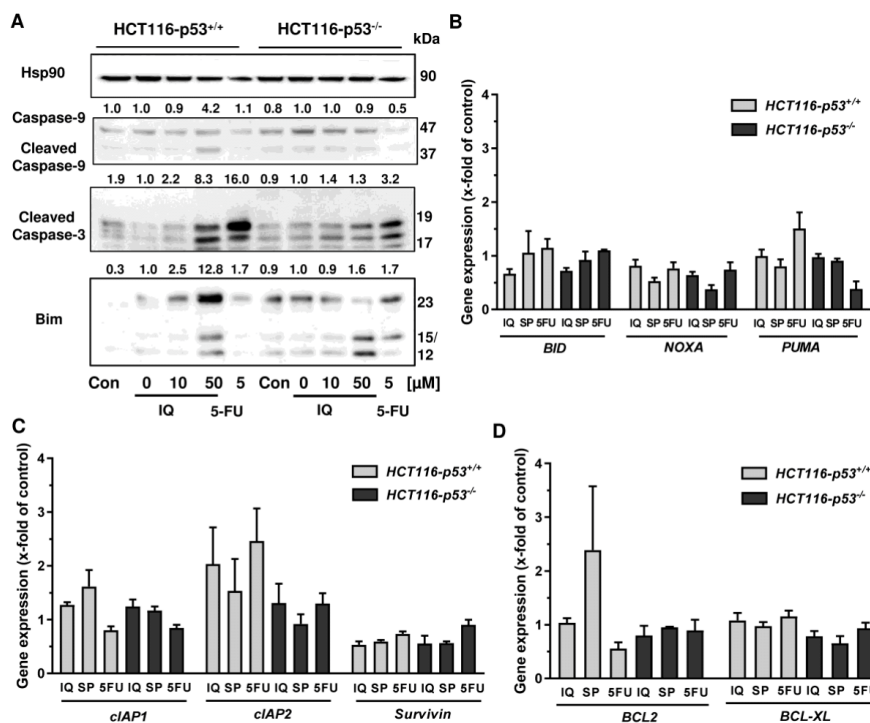 A
HCT116-p53+/+ HCT116-p53-/-
kDa
Hsp90 90
1.0 1.0 0.9 4.2 1.1 0.8 1.0 1.0 0.9 0.5
Caspase-9 47
Cleaved Caspase-9 37
1.9 1.0 2.2 8.3 16.0 0.9 1.0 1.4 1.3 3.2
Cleaved Caspase-3 19
17
0.3 1.0 2.5 12.8 1.7 0.9 1.0 0.9 1.6 1.7
23
Bim
15/
12
Con 0 10 50 5 Con 0 10 50 5 [µM]
IQ 5-FU IQ 5-FU
B
Gene expression (x-fold of control)
4
3
2
1
0
HCT116-p53+/+
HCT116-p53-/-
IQ SP 5FU IQ SP 5FU IQ SP 5FU IQ SP 5FU IQ SP 5FU IQ SP 5FU
BID NOXA PUMA
C
Gene expression (x-fold of control)
4
3
2
1
0
HCT116-p53+/+
HCT116-p53-/-
IQ SP 5FU IQ SP 5FU IQ SP 5FU IQ SP 5FU IQ SP 5FU IQ SP 5FU
cIAP1 cIAP2 Survivin
D
Gene expression (x-fold of control)
4
3
2
1
0
HCT116-p53+/+
HCT116-p53-/-
IQ SP 5FU IQ SP 5FU IQ SP 5FU IQ SP 5FU
BCL2 BCL-XL